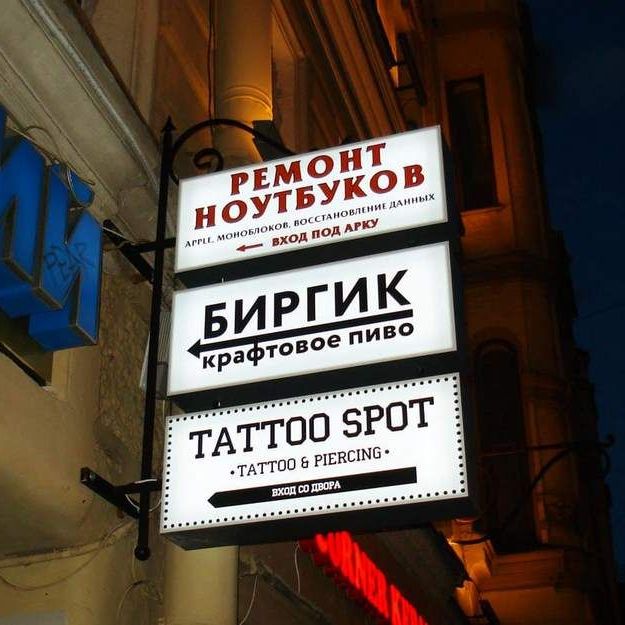 РЕМОНТ
НОУТБУКОВ
APPLE, МОНОБЛОКОВ, ВОССТАНОВЛЕНИЕ ДАННЫХ
ВХОД ПОД АРКУ
БИРГИК
крафтовое пиво
TATTOO SPOT
• TATTOO & PIERCING •
ВХОД СО ДВОРА